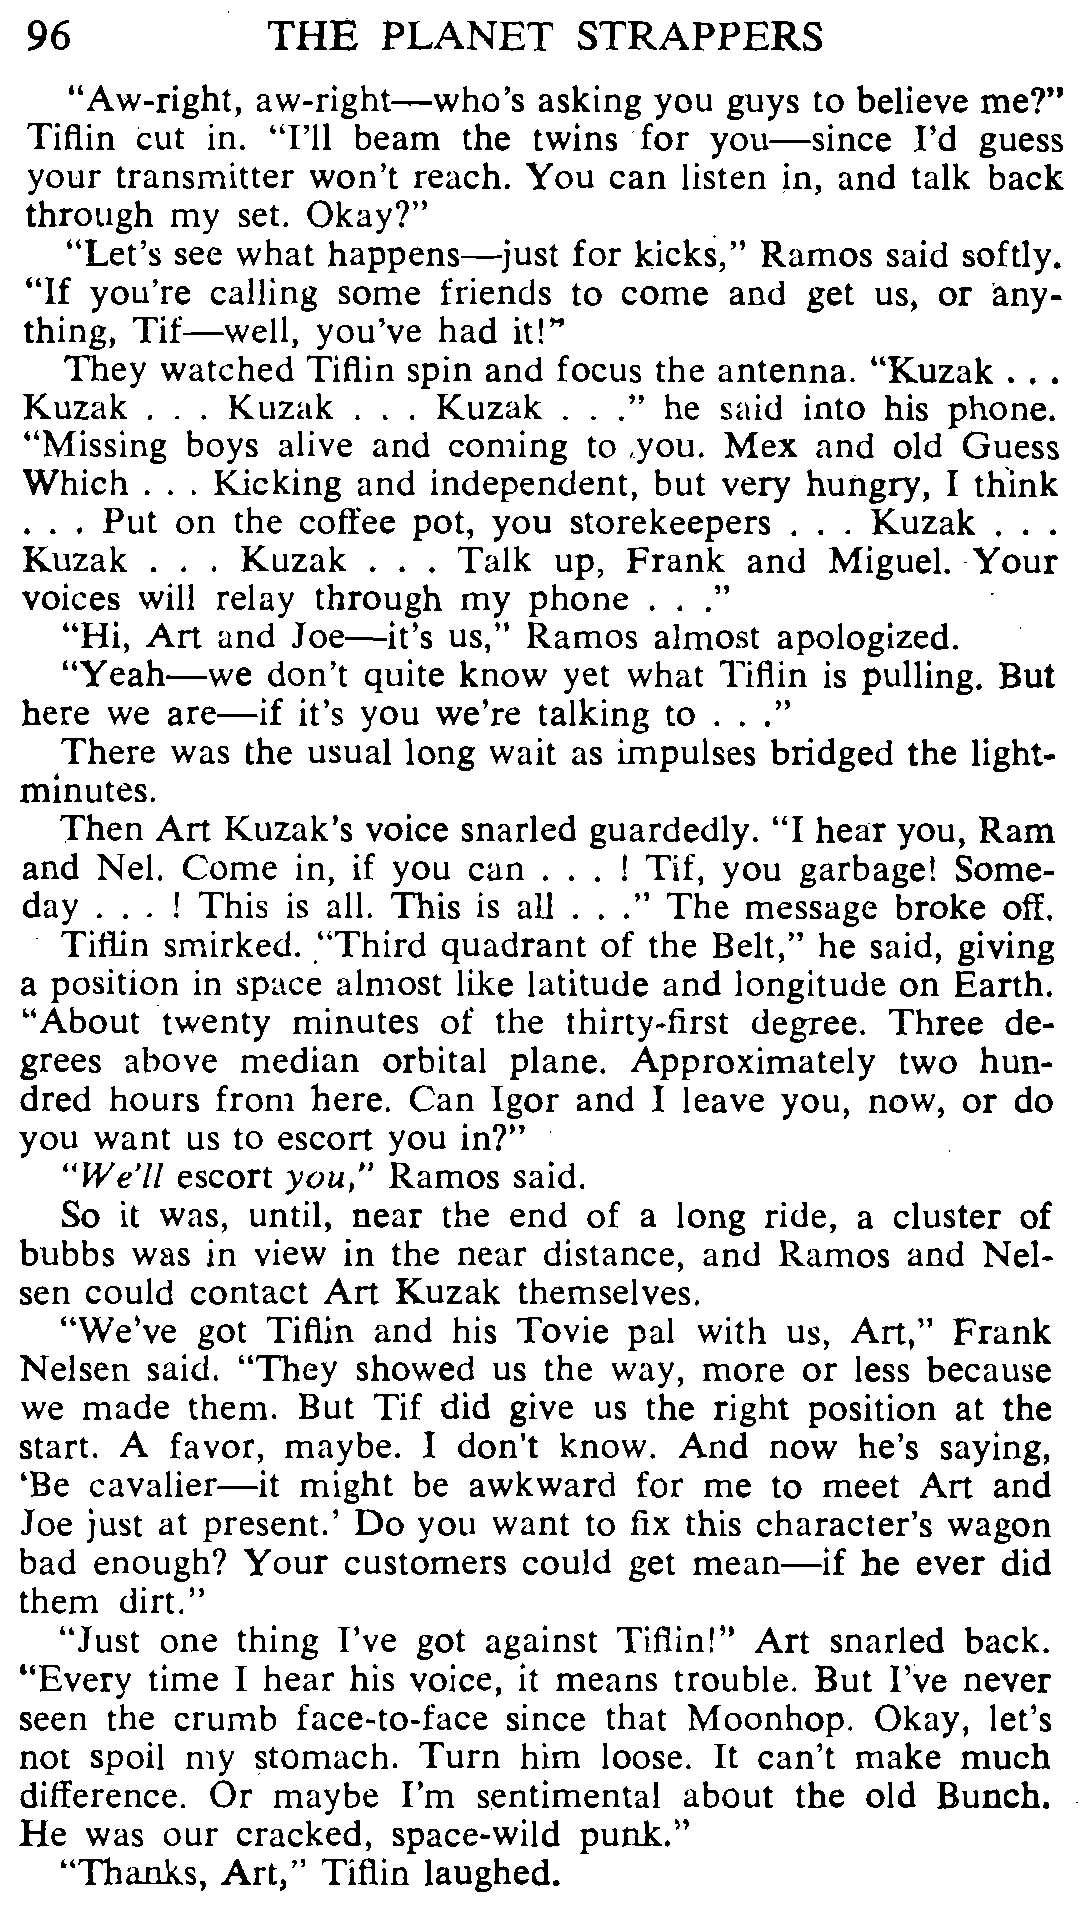 96 THE PLANET STRAPPERS
“Aw-right, aw-right—who's asking you guys to believe me?”
Tiflin cut in. “I'll beam the twins for you—since I'd guess
your transmitter won't reach. You can listen in, and talk back
through my set. Okay?”
“Let's see what happens—just for kicks,” Ramos said softly.
“If you're calling some friends to come and get us, or any-
thing, Tif—well, you've had it!”
They watched Tiflin spin and focus the antenna. “Kuzak . . .
Kuzak . . . Kuzak . . . Kuzak . . .” he said into his phone.
“Missing boys alive and coming to you. Mex and old Guess
Which . . . Kicking and independent, but very hungry, I think
. . . Put on the coffee pot, you storekeepers . . . Kuzak . . .
Kuzak . . . Kuzak . . . Talk up, Frank and Miguel. Your
voices will relay through my phone . . .”
“Hi, Art and Joe—it's us,” Ramos almost apologized.
“Yeah—we don't quite know yet what Tiflin is pulling. But
here we are—if it's you we're talking to . . .”
There was the usual long wait as impulses bridged the light-
minutes.
Then Art Kuzak's voice snarled guardedly. “I hear you, Ram
and Nel. Come in, if you can . . . ! Tif, you garbage! Some-
day . . . ! This is all. This is all . . .” The message broke off.
Tiflin smirked. “Third quadrant of the Belt,” he said, giving
a position in space almost like latitude and longitude on Earth.
“About twenty minutes of the thirty-first degree. Three de-
grees above median orbital plane. Approximately two hun-
dred hours from here. Can Igor and I leave you, now, or do
you want us to escort you in?”
“We'll escort you,” Ramos said.
So it was, until, near the end of a long ride, a cluster of
bubbs was in view in the near distance, and Ramos and Nel-
sen could contact Art Kuzak themselves.
“We've got Tiflin and his Tovie pal with us, Art,” Frank
Nelsen said. “They showed us the way, more or less because
we made them. But Tif did give us the right position at the
start. A favor, maybe. I don't know. And now he's saying,
‘Be cavalier—it might be awkward for me to meet Art and
Joe just at present.’ Do you want to fix this character's wagon
bad enough? Your customers could get mean—if he ever did
them dirt.”
“Just one thing I've got against Tiflin!” Art snarled back.
“Every time I hear his voice, it means trouble. But I've never
seen the crumb face-to-face since that Moonhop. Okay, let's
not spoil my stomach. Turn him loose. It can't make much
difference. Or maybe I'm sentimental about the old Bunch.
He was our cracked, space-wild punk.”
“Thanks, Art,” Tiflin laughed.